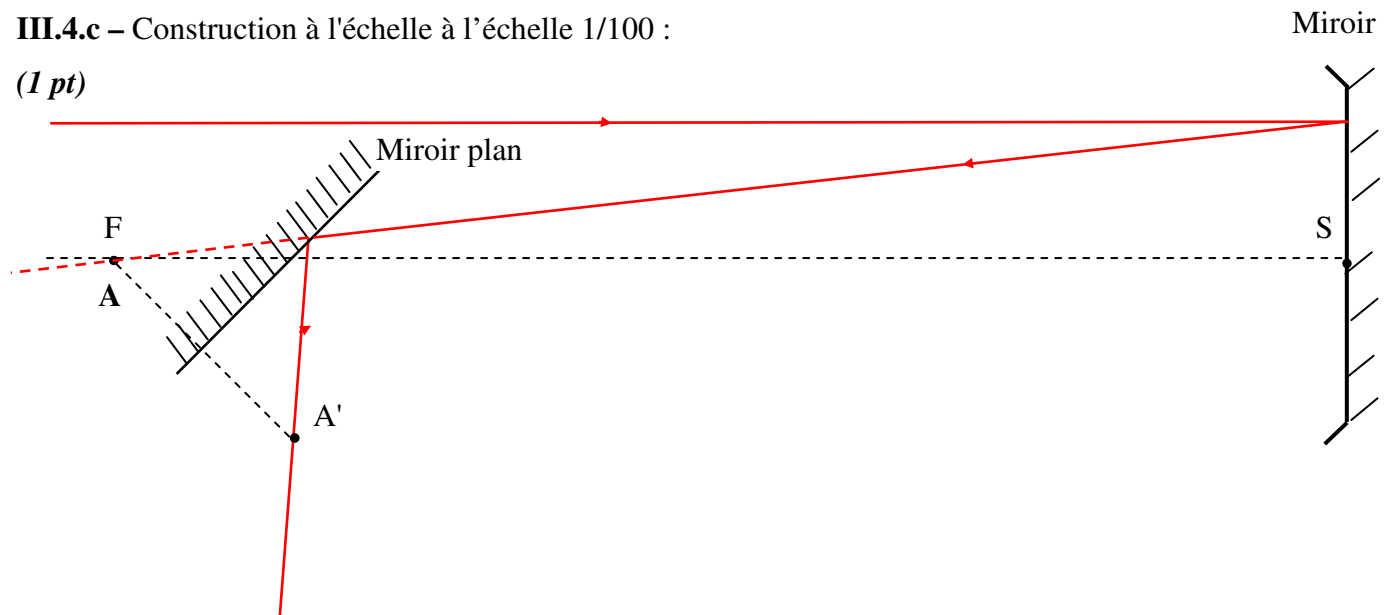 III.4.c – Construction à l'échelle à l’échelle 1/100 :
Miroir
(1 pt)
Miroir plan
F
S
A
A'